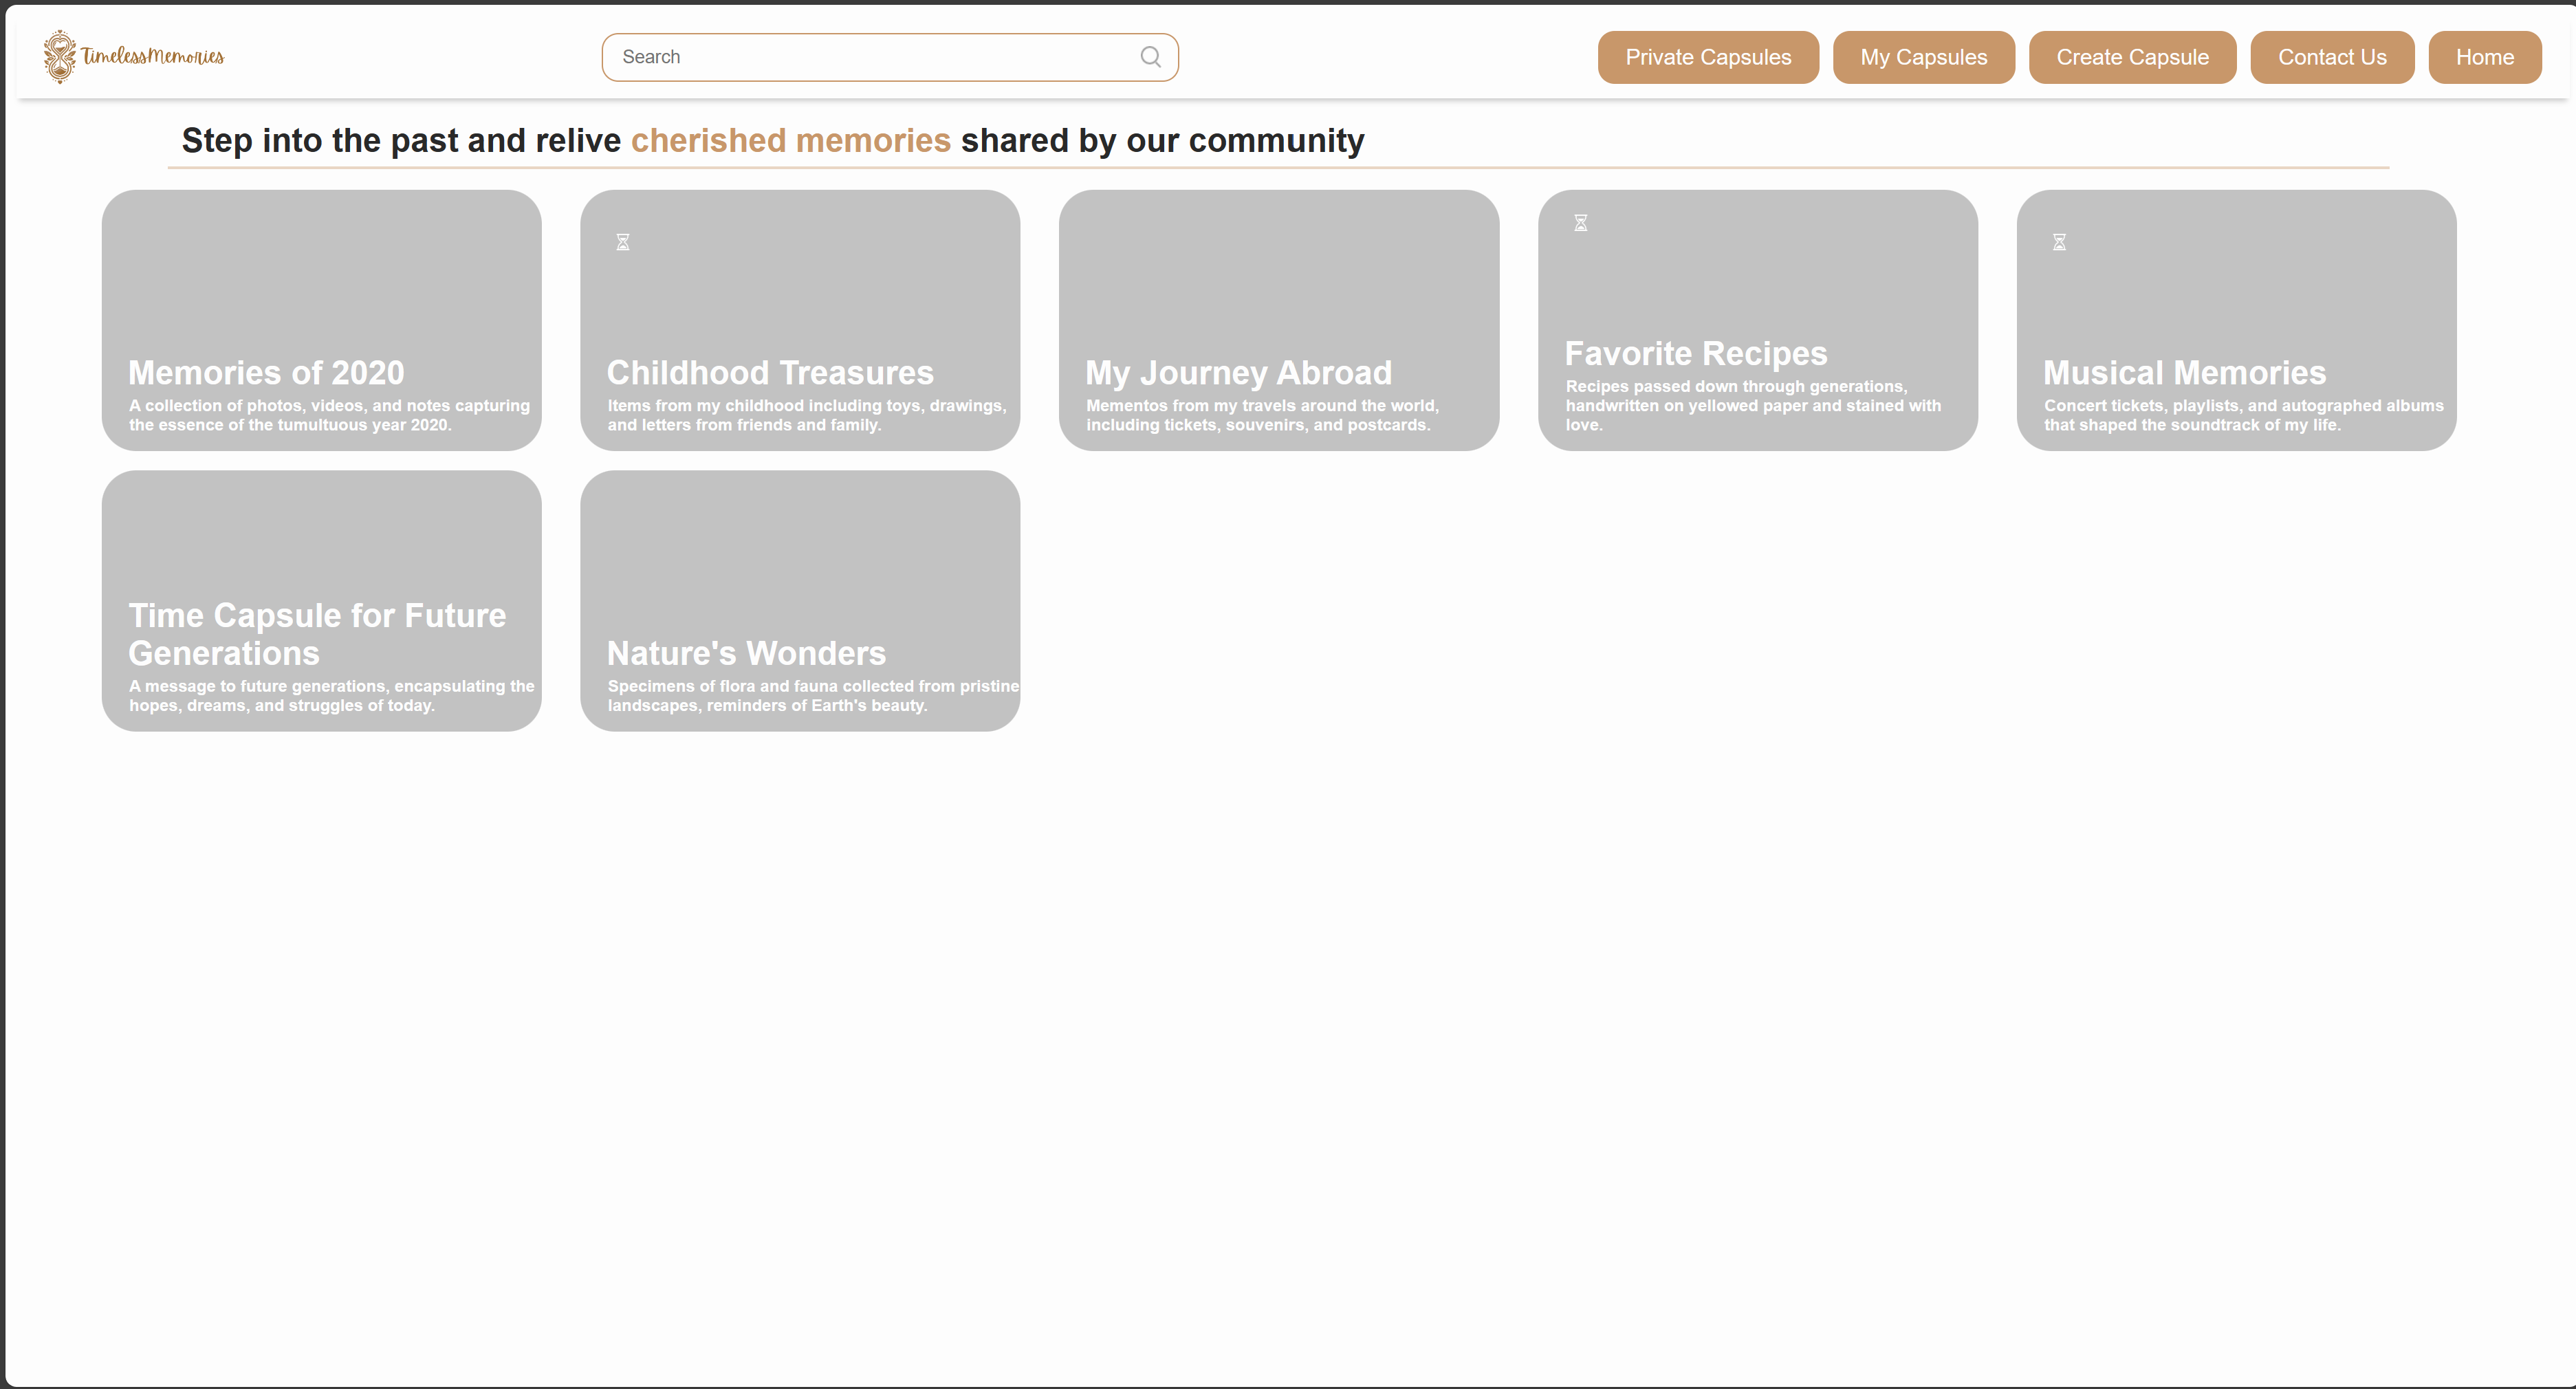 TimelessMemories
Search
Private Capsules
My Capsules
Create Capsule
Contact Us
Home
Step into the past and relive cherished memories shared by our community
Memories of 2020
A collection of photos, videos, and notes capturing
the essence of the tumultuous year 2020.
Childhood Treasures
Items from my childhood including toys, drawings,
and letters from friends and family.
My Journey Abroad
Mementos from my travels around the world,
including tickets, souvenirs, and postcards.
Favorite Recipes
Recipes passed down through generations,
handwritten on yellowed paper and stained with
love.
Musical Memories
Concert tickets, playlists, and autographed albums
that shaped the soundtrack of my life.
Time Capsule for Future
Generations
A message to future generations, encapsulating the
hopes, dreams, and struggles of today.
Nature's Wonders
Specimens of flora and fauna collected from pristine
landscapes, reminders of Earth's beauty.